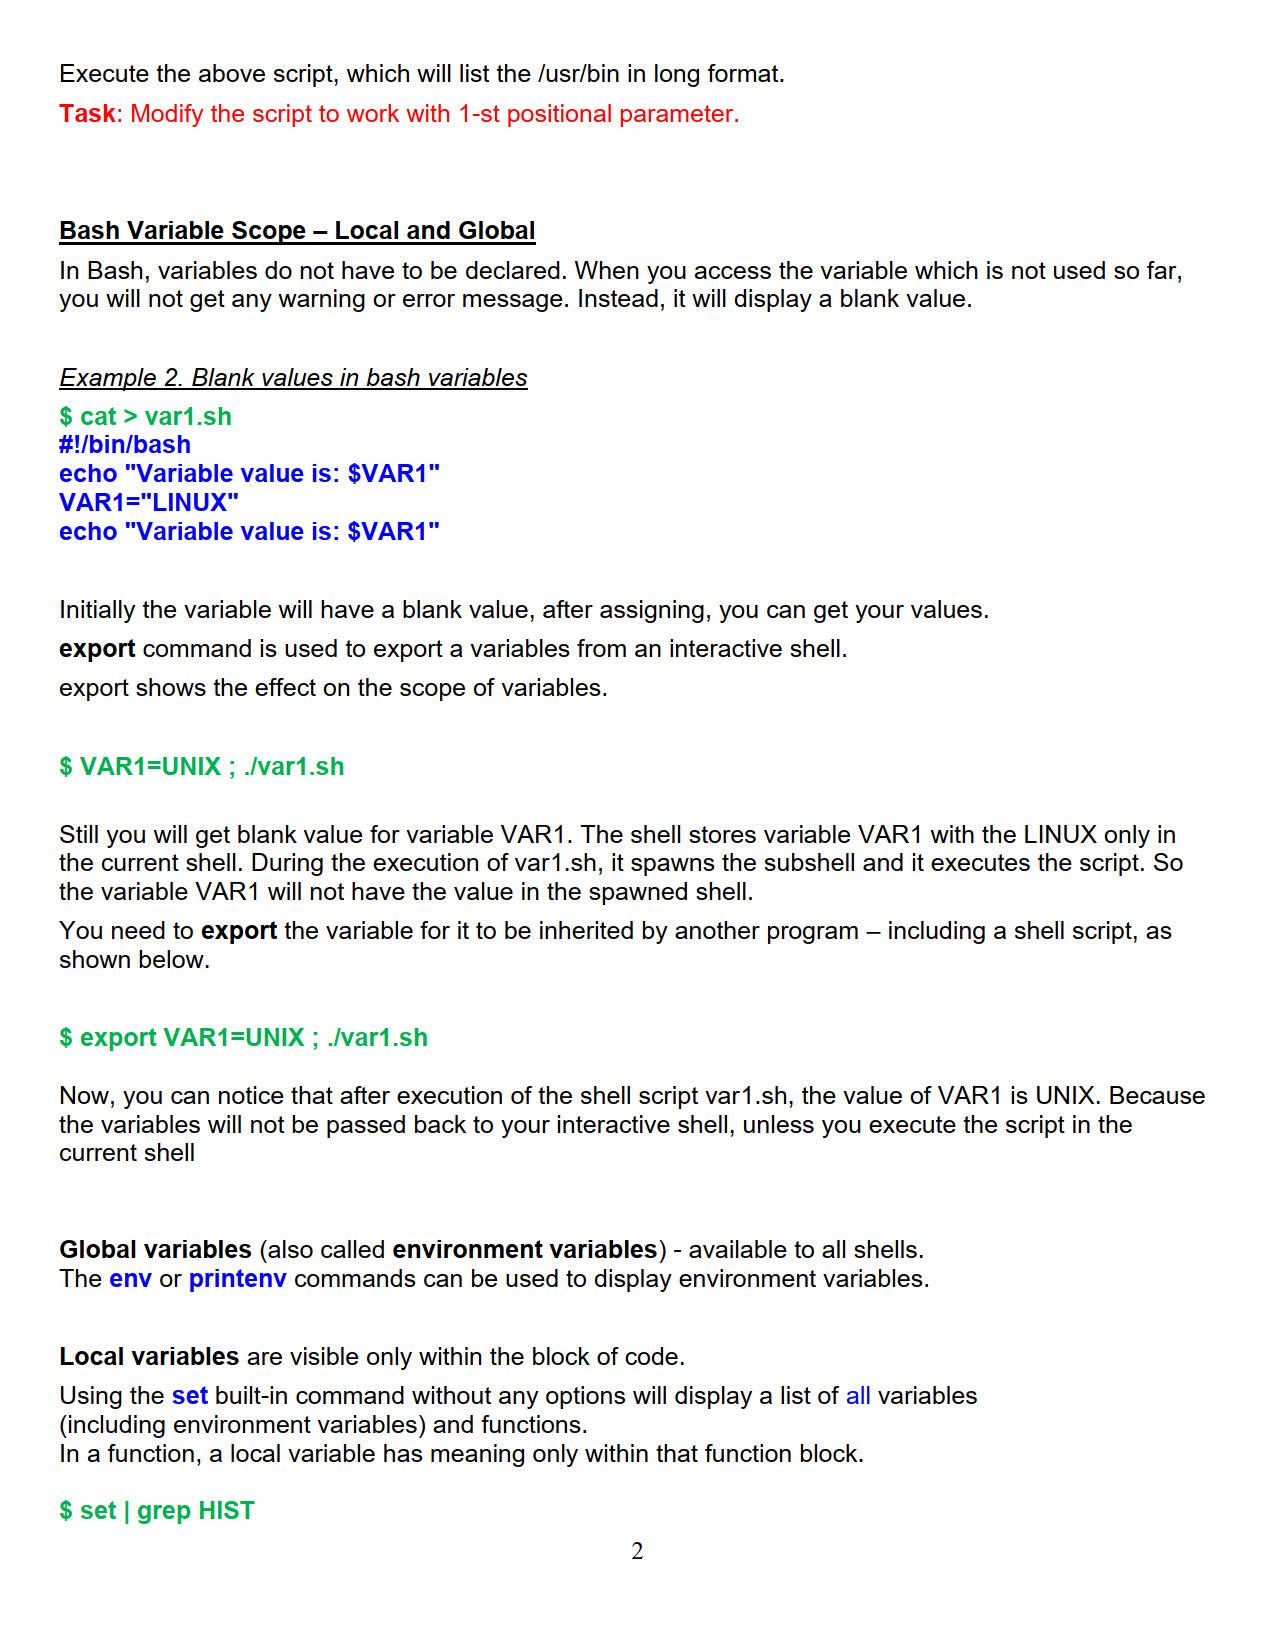 Execute the above script, which will list the /usr/bin in long format.
Task: Modify the script to work with 1-st positional parameter.
Bash Variable Scope – Local and Global
In Bash, variables do not have to be declared. When you access the variable which is not used so far,
you will not get any warning or error message. Instead, it will display a blank value.
Example 2. Blank values in bash variables
$ cat > var1.sh
#!/bin/bash
echo "Variable value is: $VAR1"
VAR1="LINUX"
echo "Variable value is: $VAR1"
Initially the variable will have a blank value, after assigning, you can get your values.
export command is used to export a variables from an interactive shell.
export shows the effect on the scope of variables.
$ VAR1=UNIX ; ./var1.sh
Still you will get blank value for variable VAR1. The shell stores variable VAR1 with the LINUX only in
the current shell. During the execution of var1.sh, it spawns the subshell and it executes the script. So
the variable VAR1 will not have the value in the spawned shell.
You need to export the variable for it to be inherited by another program – including a shell script, as
shown below.
$ export VAR1=UNIX ; ./var1.sh
Now, you can notice that after execution of the shell script var1.sh, the value of VAR1 is UNIX. Because
the variables will not be passed back to your interactive shell, unless you execute the script in the
current shell
Global variables (also called environment variables) - available to all shells.
The env or printenv commands can be used to display environment variables.
Local variables are visible only within the block of code.
Using the set built-in command without any options will display a list of all variables
(including environment variables) and functions.
In a function, a local variable has meaning only within that function block.
$ set | grep HIST
2